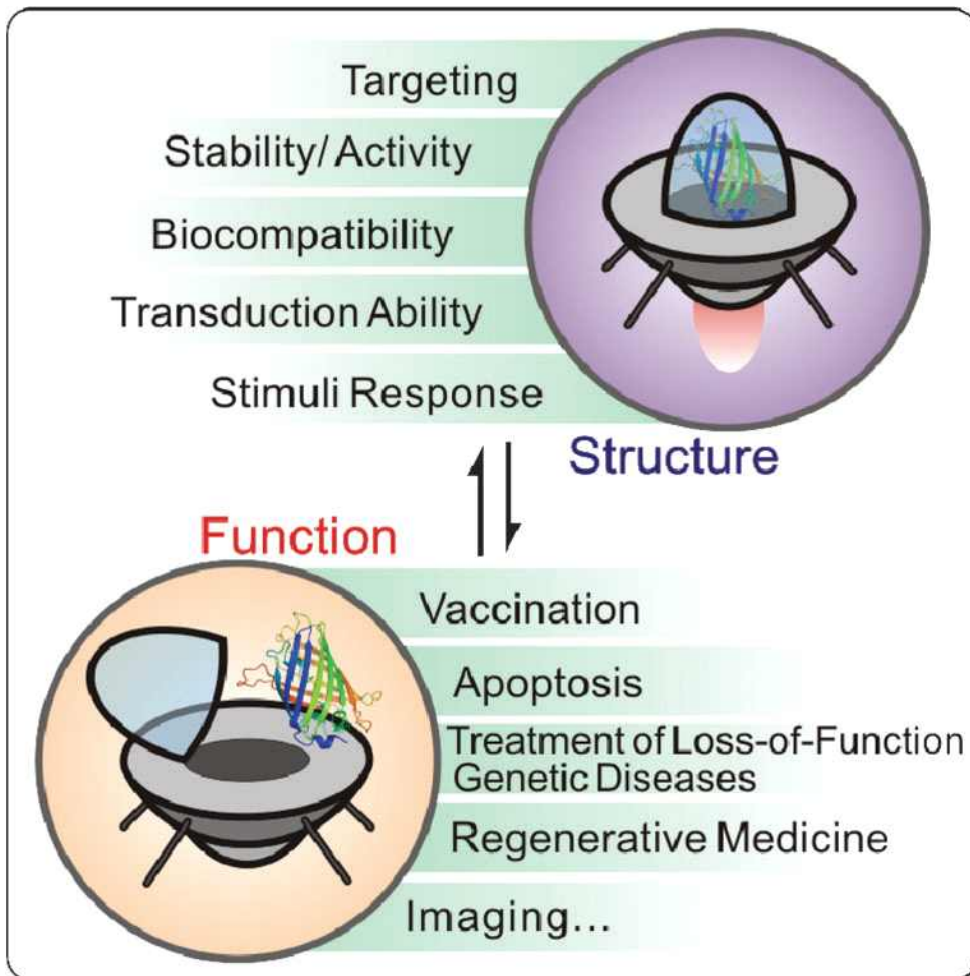 Targeting
Stability/Activity
Biocompatibility
Transduction Ability
Stimuli Response
Structure
Function
Vaccination
Apoptosis
Treatment of Loss-of-Function
Genetic Diseases
Regenerative Medicine
Imaging...